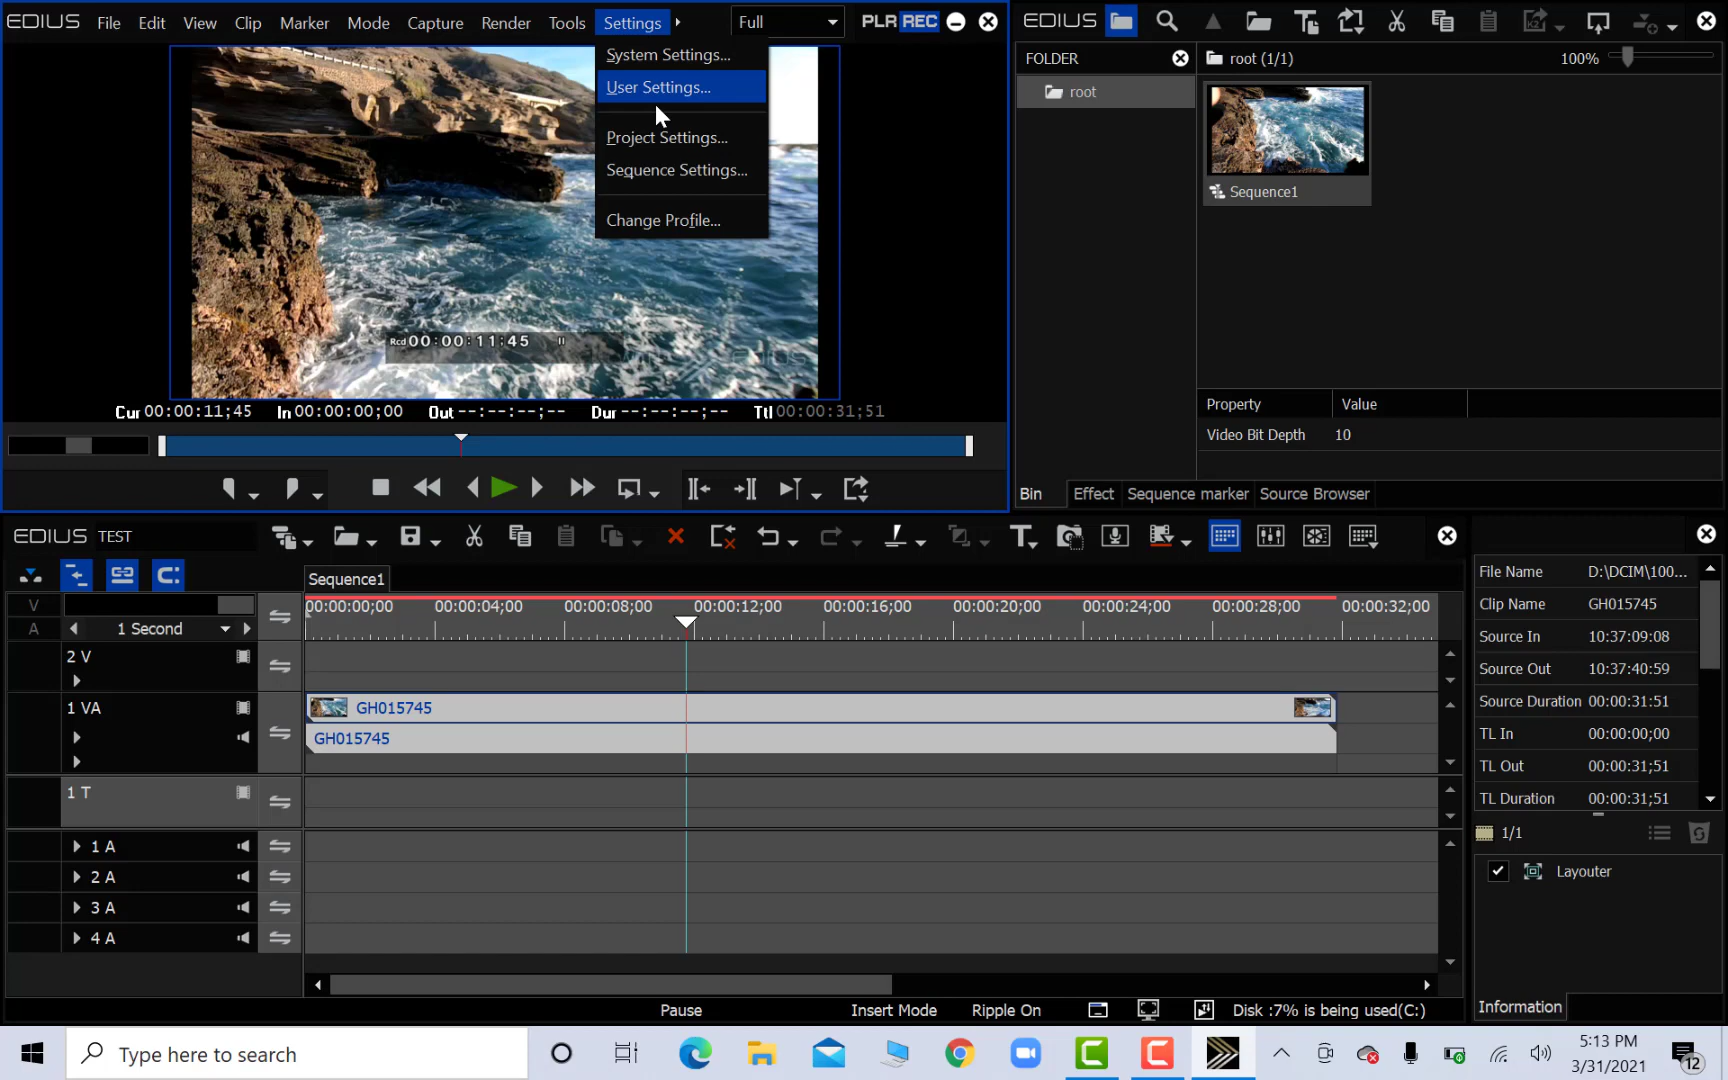 EDIUS File Edit View Clip Marker Mode Capture Render Tools Settings Full PLR REC
System Settings...
User Settings...
Project Settings...
Sequence Settings...
Change Profile...
Rcd 00:00:11:45 II
EDIUS
Cur 00:00:11;45 In 00:00:00;00 Out --:--:--;-- Dur --:--:--;-- Ttl 00:00:31;51
EDIUS
FOLDER
root
root (1/1) 100%
Sequence1
Property Value
Video Bit Depth 10
Bin Effect Sequence marker Source Browser
EDIUS TEST
Sequence1
V
A
1 Second
00:00:00;00 00:00:04;00 00:00:08;00 00:00:12;00 00:00:16;00 00:00:20;00 00:00:24;00 00:00:28;00 00:00:32;00
2 V
1 VA
GH015745
GH015745
1 T
1 A
2 A
3 A
4 A
File Name D:\DCIM\100...
Clip Name GH015745
Source In 10:37:09:08
Source Out 10:37:40:59
Source Duration 00:00:31:51
TL In 00:00:00;00
TL Out 00:00:31;51
TL Duration 00:00:31;51
1/1
Layouter
Information
Pause Insert Mode Ripple On Disk :7% is being used(C:)
Type here to search
5:13 PM
3/31/2021
12